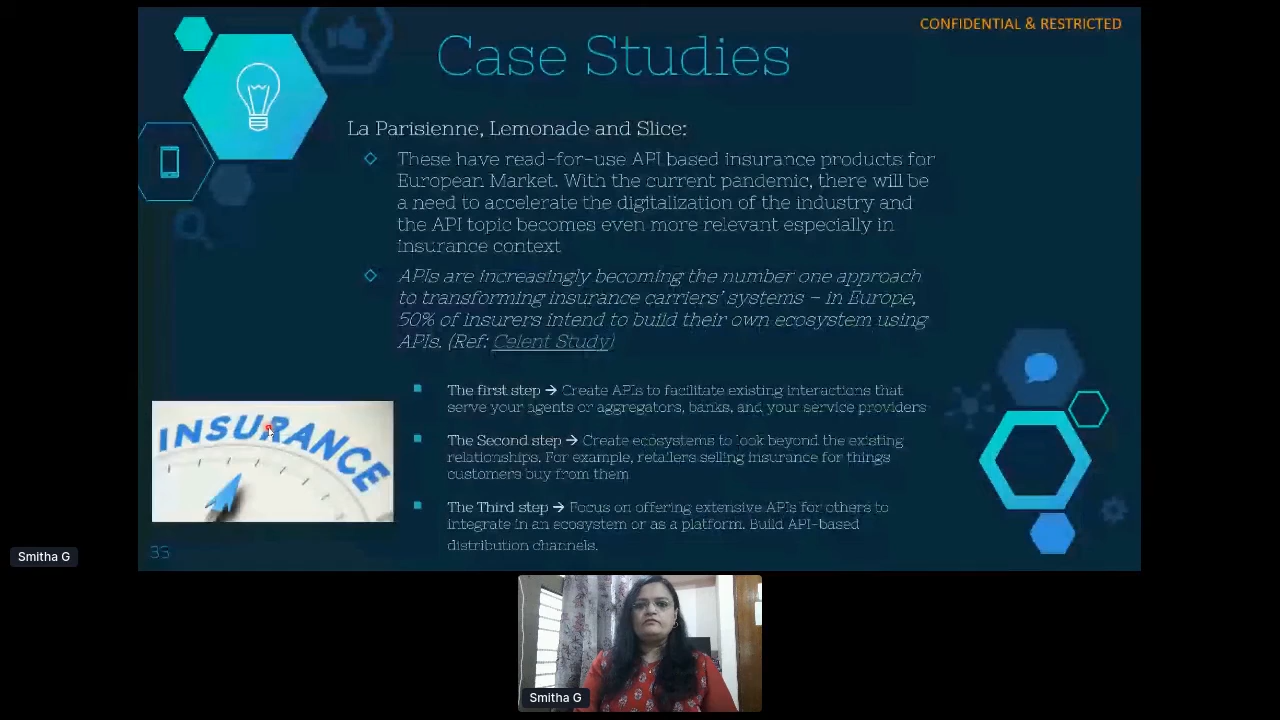 CONFIDENTIAL & RESTRICTED
Case Studies
La Parisienne, Lemonade and Slice:
These have read-for-use API based insurance products for
European Market. With the current pandemic, there will be
a need to accelerate the digitalization of the industry and
the API topic becomes even more relevant especially in
insurance context
APIs are increasingly becoming the number one approach
to transforming insurance carriers' systems – in Europe,
50% of insurers intend to build their own ecosystem using
APIs. (Ref: Celent Study)
The first step → Create APIs to facilitate existing interactions that
serve your agents or aggregators, banks, and your service providers
The Second step → Create ecosystems to look beyond the existing
relationships. For example, retailers selling insurance for things
customers buy from them
The Third step → Focus on offering extensive APIs for others to
integrate in an ecosystem or as a platform. Build API-based
distribution channels.
INSURANCE
33
Smitha G
Smitha G